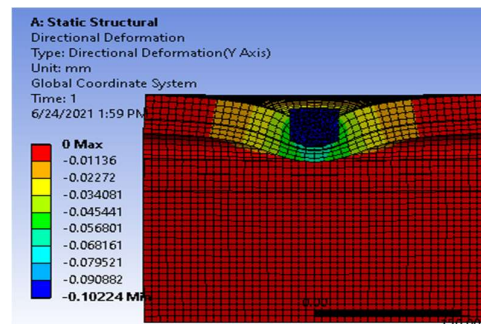 A: Static Structural
Directional Deformation
Type: Directional Deformation(Y Axis)
Unit: mm
Global Coordinate System
Time: 1
6/24/2021 1:59 PM
0 Max
-0.01136
-0.02272
-0.034081
-0.045441
-0.056801
-0.068161
-0.079521
-0.090882
-0.10224 Mi
0.00